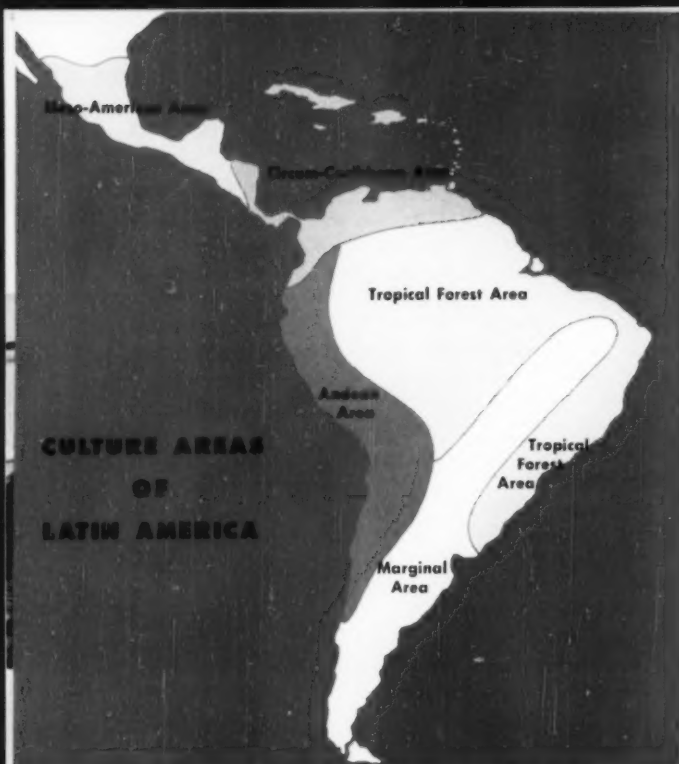 Meso-American Area
Circum-Caribbean Area
Tropical Forest Area
Andean
Area
CULTURE AREAS
OF
LATIN AMERICA
Tropical
Forest
Area
Marginal
Area